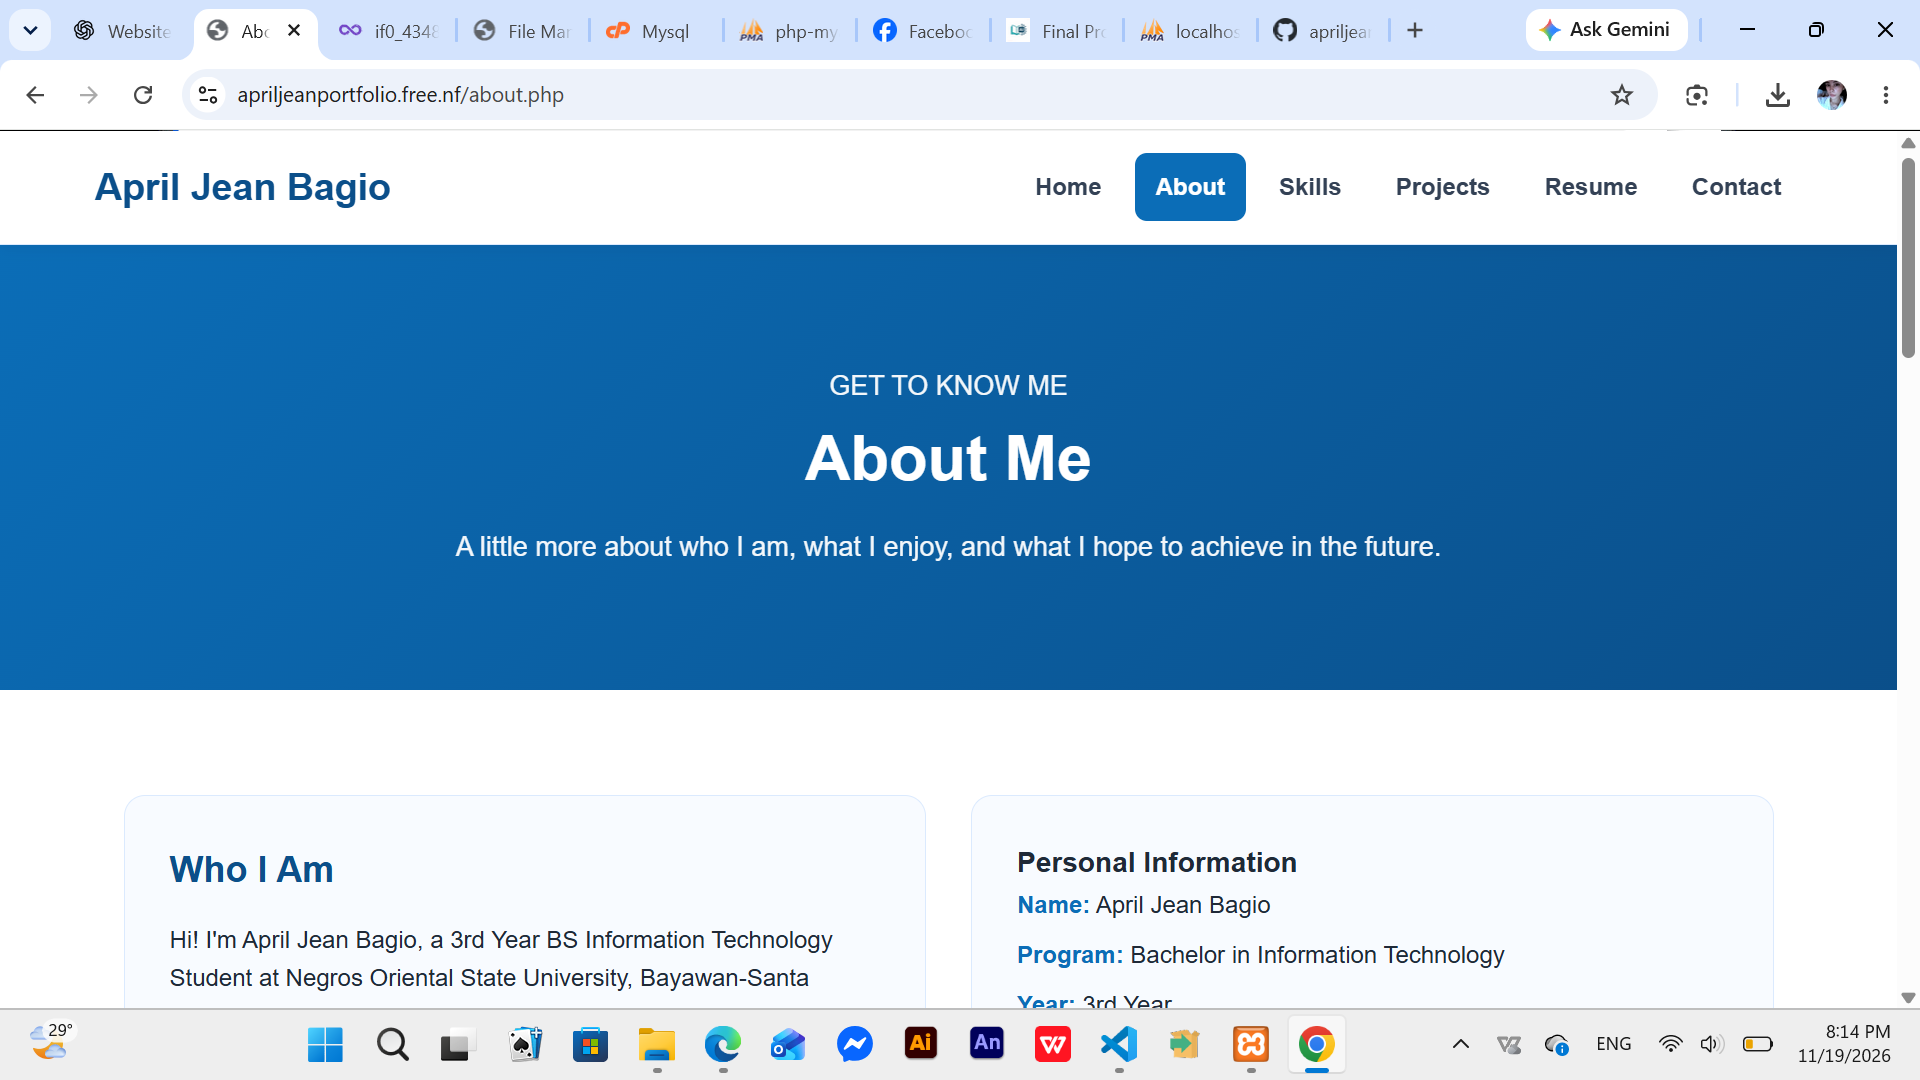 Website
Abo
if0_4348
File Mar
Mysql
php-my
Faceboo
Final Pro
localhos
apriljea
Ask Gemini
apriljeanportfolio.free.nf/about.php
April Jean Bagio
Home
About
Skills
Projects
Resume
Contact
GET TO KNOW ME
About Me
A little more about who I am, what I enjoy, and what I hope to achieve in the future.
Who I Am
Hi! I'm April Jean Bagio, a 3rd Year BS Information Technology
Student at Negros Oriental State University, Bayawan-Santa
Personal Information
Name: April Jean Bagio
Program: Bachelor in Information Technology
Year: 3rd Year
29°
ENG
8:14 PM
11/19/2026